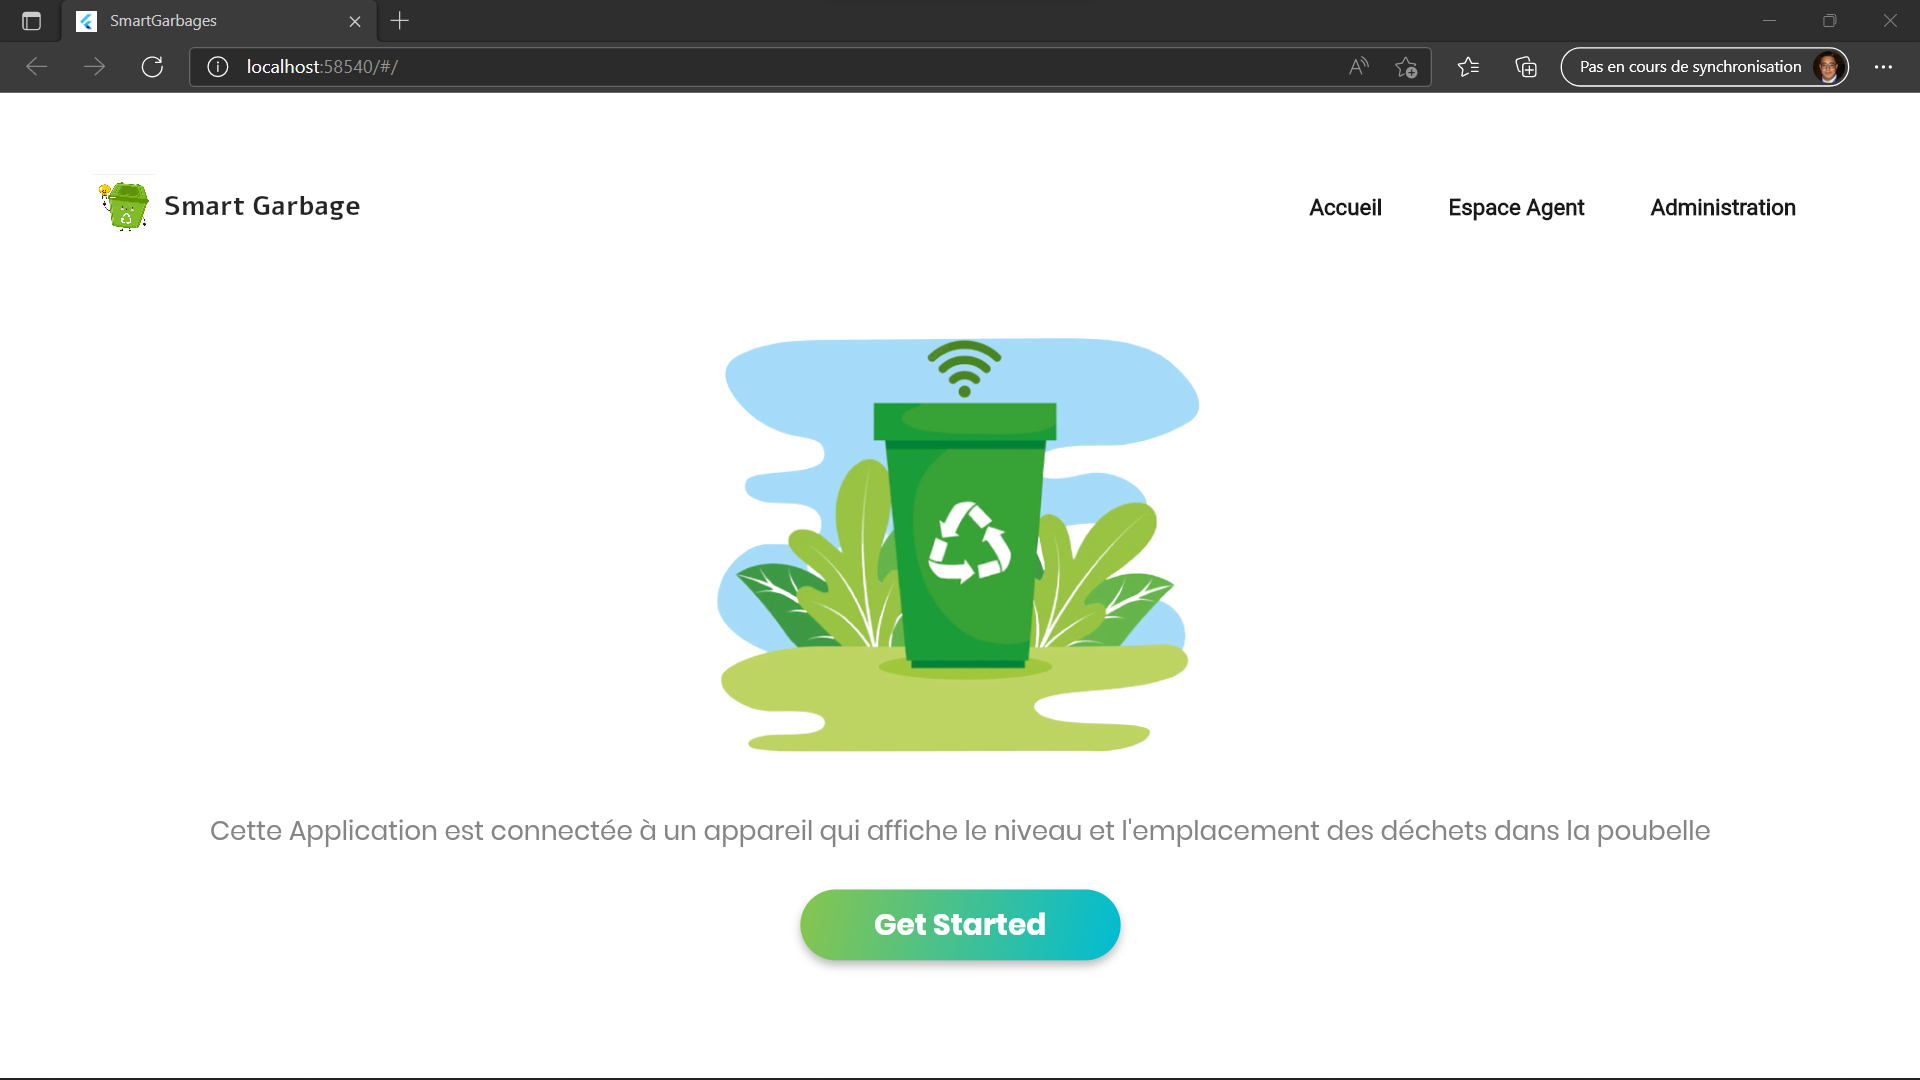 SmartGarbages
localhost:58540/#/
Pas en cours de synchronisation
Smart Garbage
Accueil
Espace Agent
Administration
Cette Application est connectée à un appareil qui affiche le niveau et l'emplacement des déchets dans la poubelle
Get Started